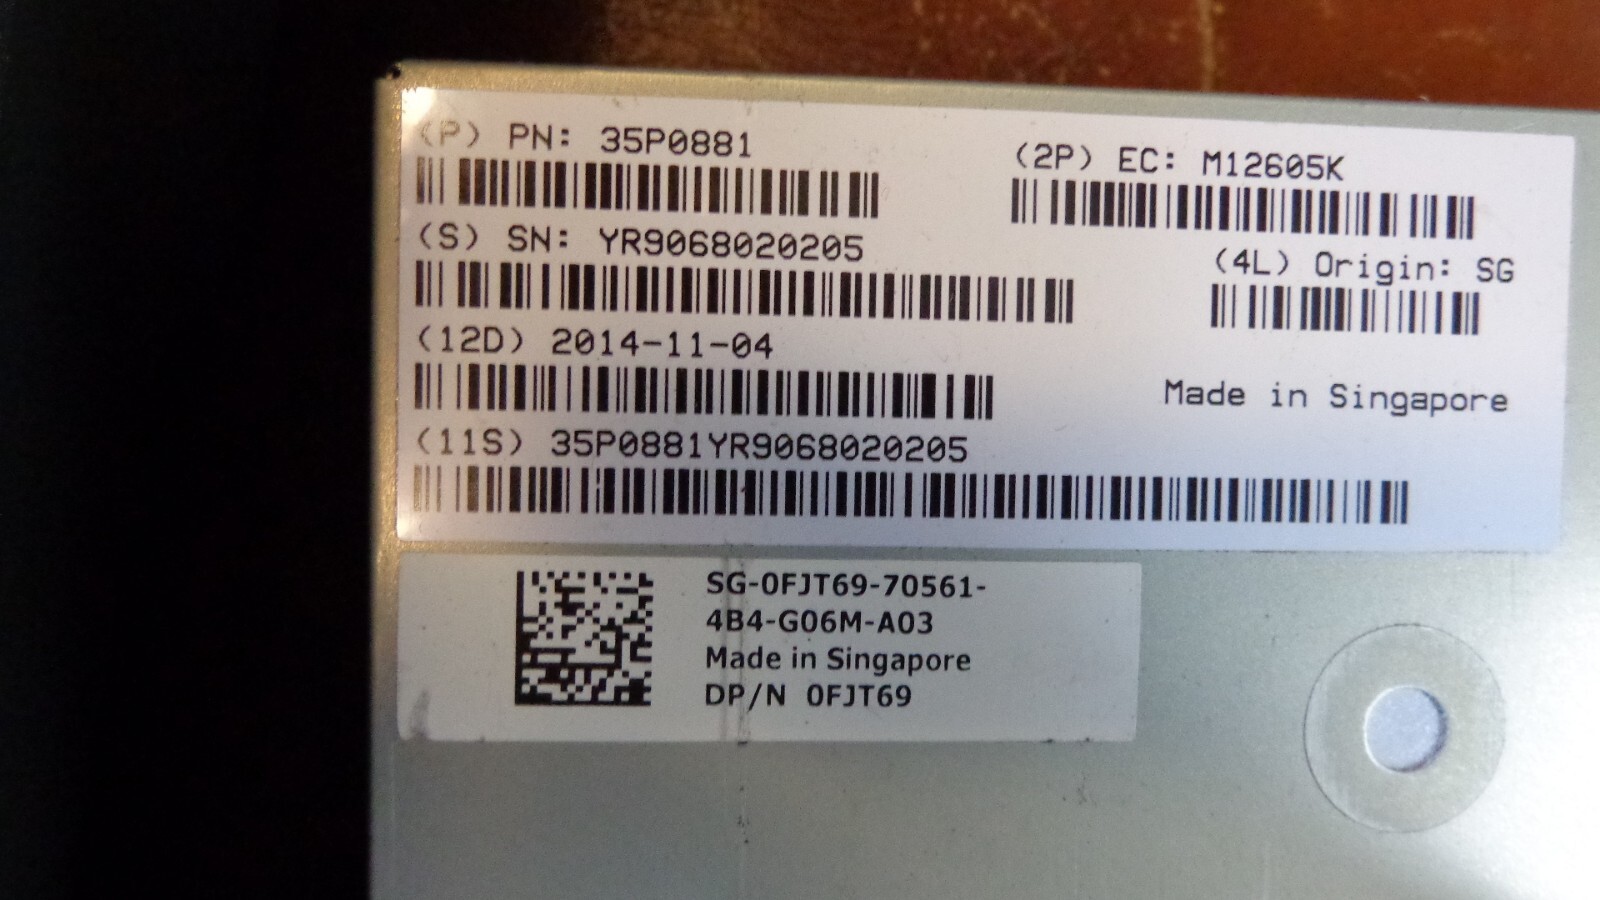 (P) PN: 35P0881
(2P) EC: M12605K
(S) SN: YR9068020205
(4L) Origin: SG
(12D) 2014-11-04
Made in Singapore
(11S) 35P0881YR9068020205
SG-0FJT69-70561-
4B4-G06M-A03
Made in Singapore
DP/N 0FJT69